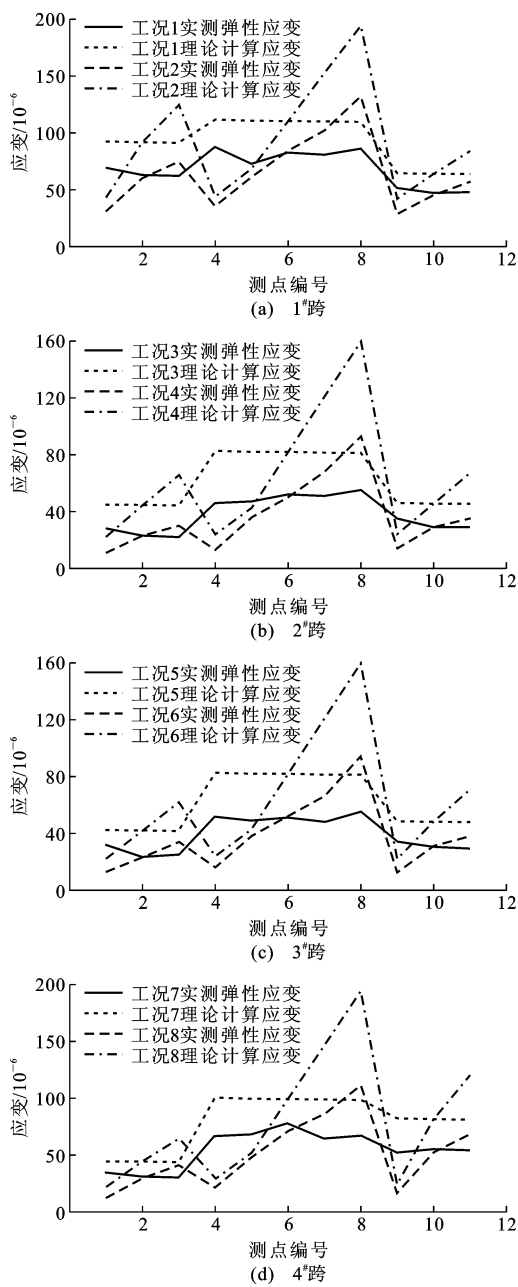 200
150
100
50
0
应变/10⁻⁶
工况1实测弹性应变
工况1理论计算应变
工况2实测弹性应变
工况2理论计算应变
2 4 6 8 10 12
测点编号
(a) 1#跨
160
120
80
40
0
应变/10⁻⁶
工况3实测弹性应变
工况3理论计算应变
工况4实测弹性应变
工况4理论计算应变
2 4 6 8 10 12
测点编号
(b) 2#跨
160
120
80
40
0
应变/10⁻⁶
工况5实测弹性应变
工况5理论计算应变
工况6实测弹性应变
工况6理论计算应变
2 4 6 8 10 12
测点编号
(c) 3#跨
200
150
100
50
0
应变/10⁻⁶
工况7实测弹性应变
工况7理论计算应变
工况8实测弹性应变
工况8理论计算应变
2 4 6 8 10 12
测点编号
(d) 4#跨